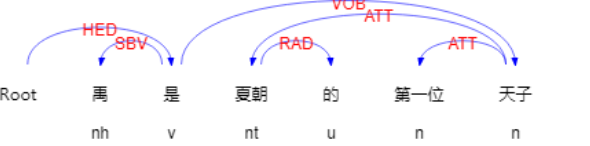 VOB
ATT
HED
SBV RAD ATT
Root 禹 是 夏朝 的 第一位 天子
nh v nt u n n